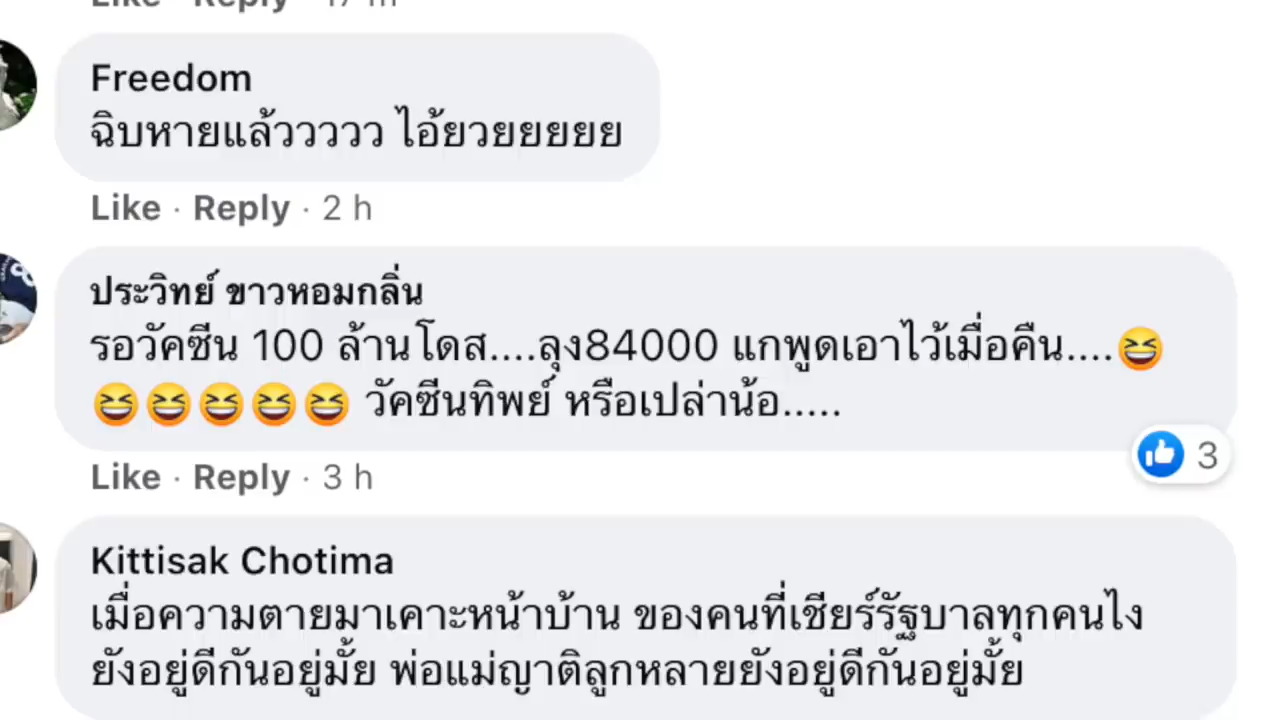 Like · Reply · 17 m
Freedom
ฉิบหายแล้ววววว ไอ้ยวยยยยย
Like · Reply · 2 h
ประวิทย์ ขาวหอมกลิ่น
รอวัคซีน 100 ล้านโดส....ลุง84000 แกพูดเอาไว้เมื่อคืน....😆
😆😆😆😆😆 วัคซีนทิพย์ หรือเปล่าน้อ.....
3
Like · Reply · 3 h
Kittisak Chotima
เมื่อความตายมาเคาะหน้าบ้าน ของคนที่เชียร์รัฐบาลทุกคนไง
ยังอยู่ดีกันอยู่มั้ย พ่อแม่ญาติลูกหลายยังอยู่ดีกันอยู่มั้ย